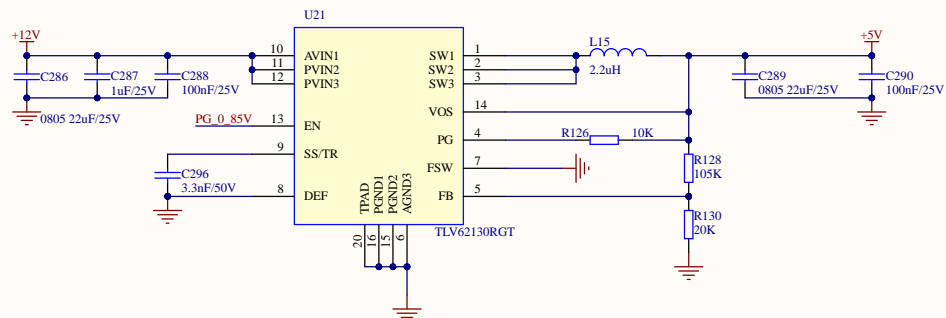 U21
+12V
+5V
10
AVIN1
11
PVIN2
12
PVIN3
SW1
1
SW2
2
SW3
3
L15
2.2uH
C286
C287
1uF/25V
C288
100nF/25V
0805 22uF/25V
C289
0805 22uF/25V
C290
100nF/25V
PG_0_85V
13
EN
VOS
14
PG
4
R126
10K
9
SS/TR
C296
3.3nF/50V
8
DEF
FSW
7
FB
5
R128
105K
R130
20K
TPAD
PGND1
PGND2
AGND3
20
16
15
6
TLV62130RGT